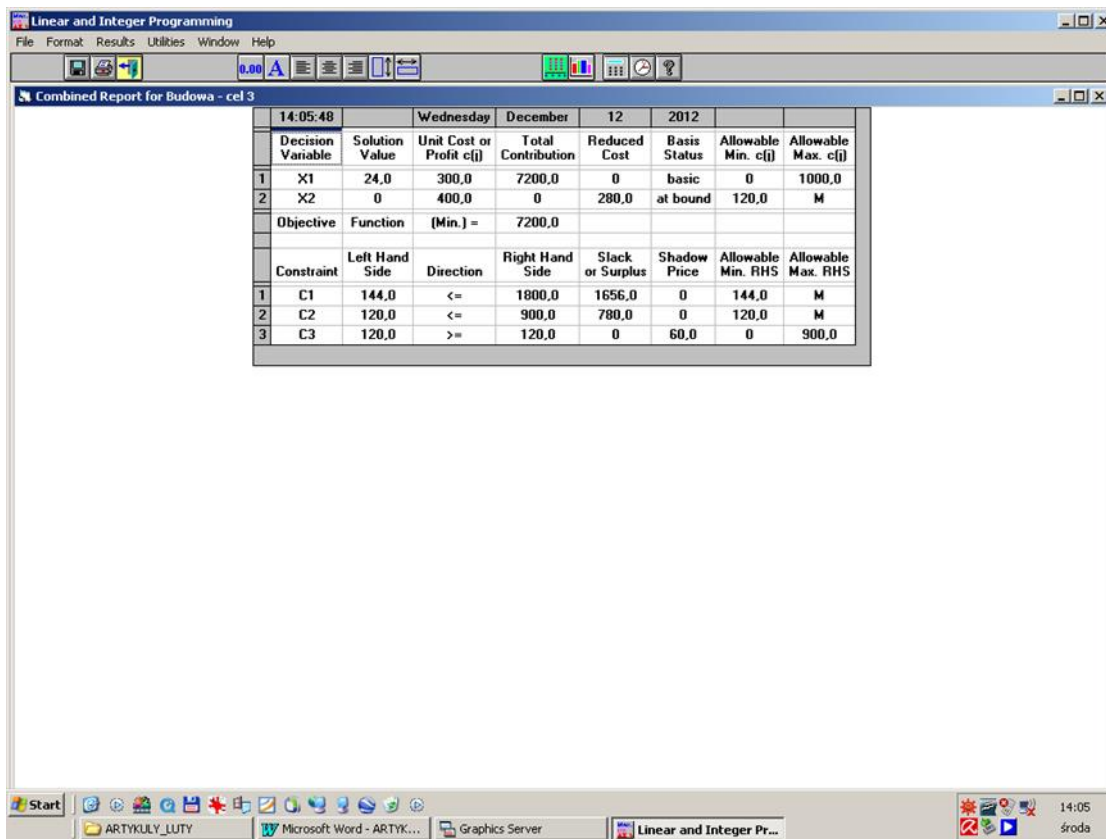 Linear and Integer Programming
File Format Results Utilities Window Help
0.00 A
Combined Report for Budowa - cel 3
14:05:48 Wednesday December 12 2012
Decision Variable Solution Value Unit Cost or Profit c(j) Total Contribution Reduced Cost Basis Status Allowable Min. c(j) Allowable Max. c(j)
1 X1 24,0 300,0 7200,0 0 basic 0 1000,0
2 X2 0 400,0 0 280,0 at bound 120,0 M
Objective Function (Min.) = 7200,0
Constraint Left Hand Side Direction Right Hand Side Slack or Surplus Shadow Price Allowable Min. RHS Allowable Max. RHS
1 C1 144,0 <= 1800,0 1656,0 0 144,0 M
2 C2 120,0 <= 900,0 780,0 0 120,0 M
3 C3 120,0 >= 120,0 0 60,0 0 900,0
Start 14:05
ARTYKULY_LUTY Microsoft Word - ARTYK... Graphics Server Linear and Integer Pr... środa